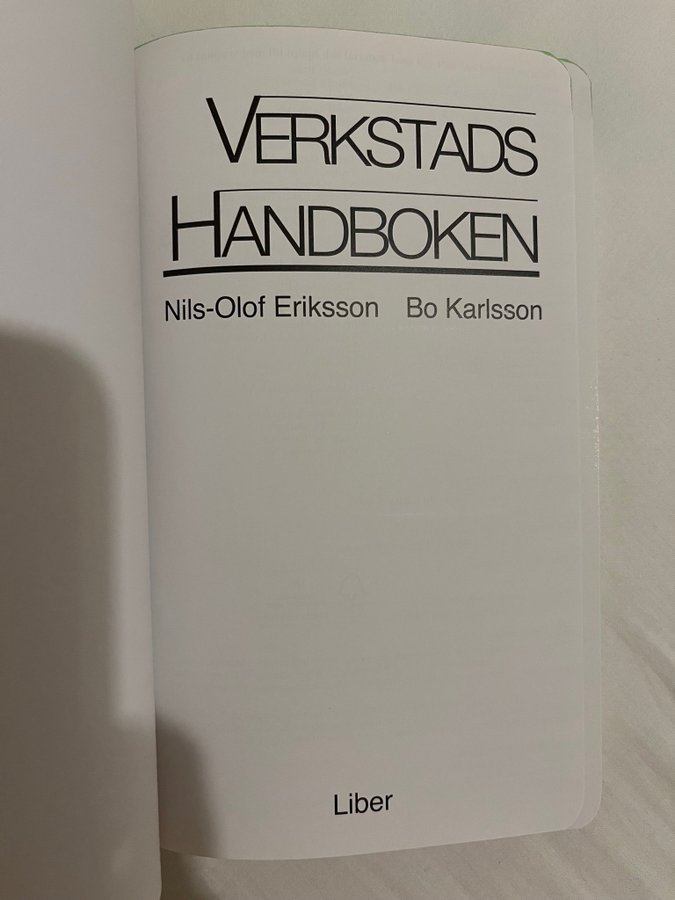 VERKSTADS
HANDBOKEN
Nils-Olof Eriksson Bo Karlsson
Liber